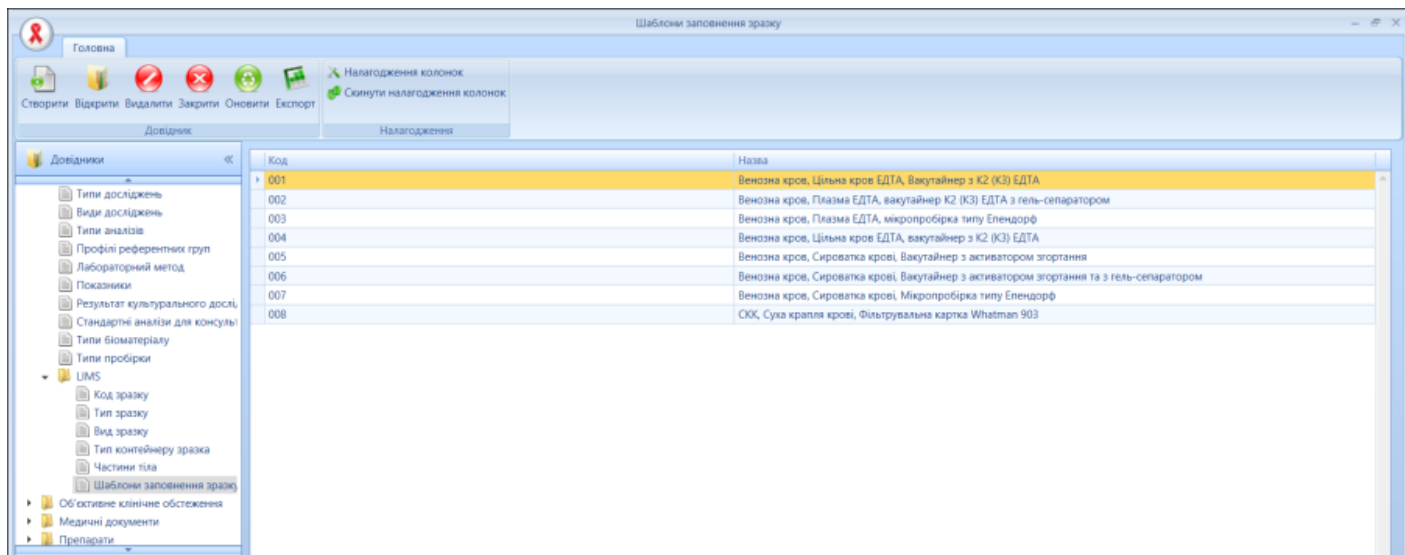 Шаблони заповнення зразку
Головна
Створити Відкрити Видалити Закрити Оновити Експорт
Налагодження колонок
Скинути налагодження колонок
Довідник
Налагодження
Довідники
Типи досліджень
Види досліджень
Типи аналізів
Профілі референтних груп
Лабораторний метод
Показники
Результат культурального дослі
Стандартні аналізи для консульт
Типи біоматеріалу
Типи пробірки
LIMS
Код зразку
Тип зразку
Вид зразку
Тип контейнеру зразка
Частини тіла
Шаблони заповнення зразку
Об'єктивне клінічне обстеження
Медичні документи
Препарати
Код Назва
001 Венозна кров, Цільна кров ЕДТА, Вакутайнер з К2 (К3) ЕДТА
002 Венозна кров, Плазма ЕДТА, вакутайнер К2 (К3) ЕДТА з гель-сепаратором
003 Венозна кров, Плазма ЕДТА, мікропробірка типу Епендорф
004 Венозна кров, Цільна кров ЕДТА, вакутайнер з К2 (К3) ЕДТА
005 Венозна кров, Сироватка крові, Вакутайнер з активатором згортання
006 Венозна кров, Сироватка крові, Вакутайнер з активатором згортання та з гель-сепаратором
007 Венозна кров, Сироватка крові, Мікропробірка типу Епендорф
008 СКК, Суха крапля крові, Фільтрувальна картка Whatman 903